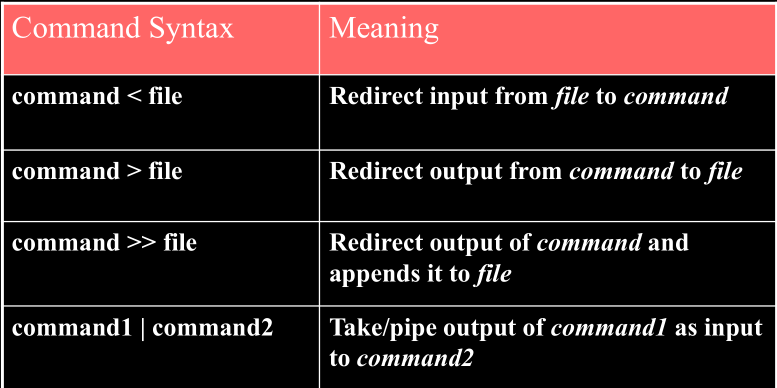 Command Syntax Meaning
command < file Redirect input from file to command
command > file Redirect output from command to file
command >> file Redirect output of command and
appends it to file
command1 | command2 Take/pipe output of command1 as input
to command2